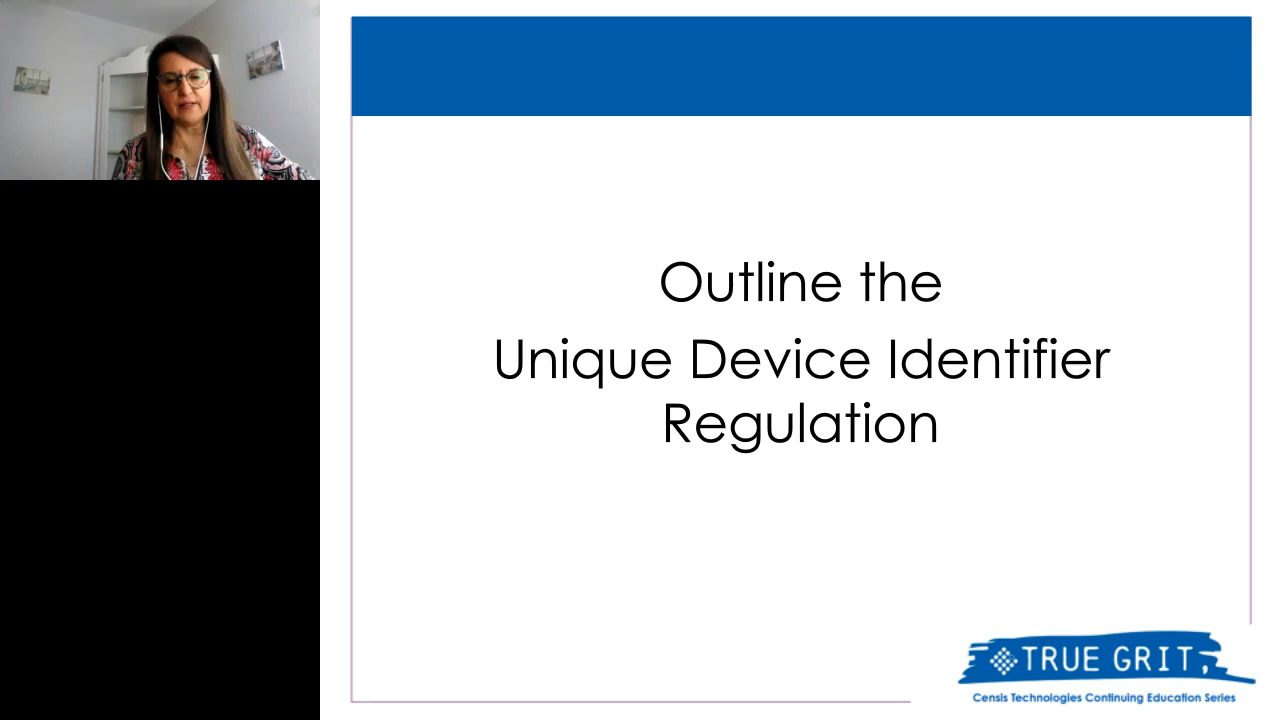 Outline the
Unique Device Identifier
Regulation
TRUE GRIT
Censis Technologies Continuing Education Series